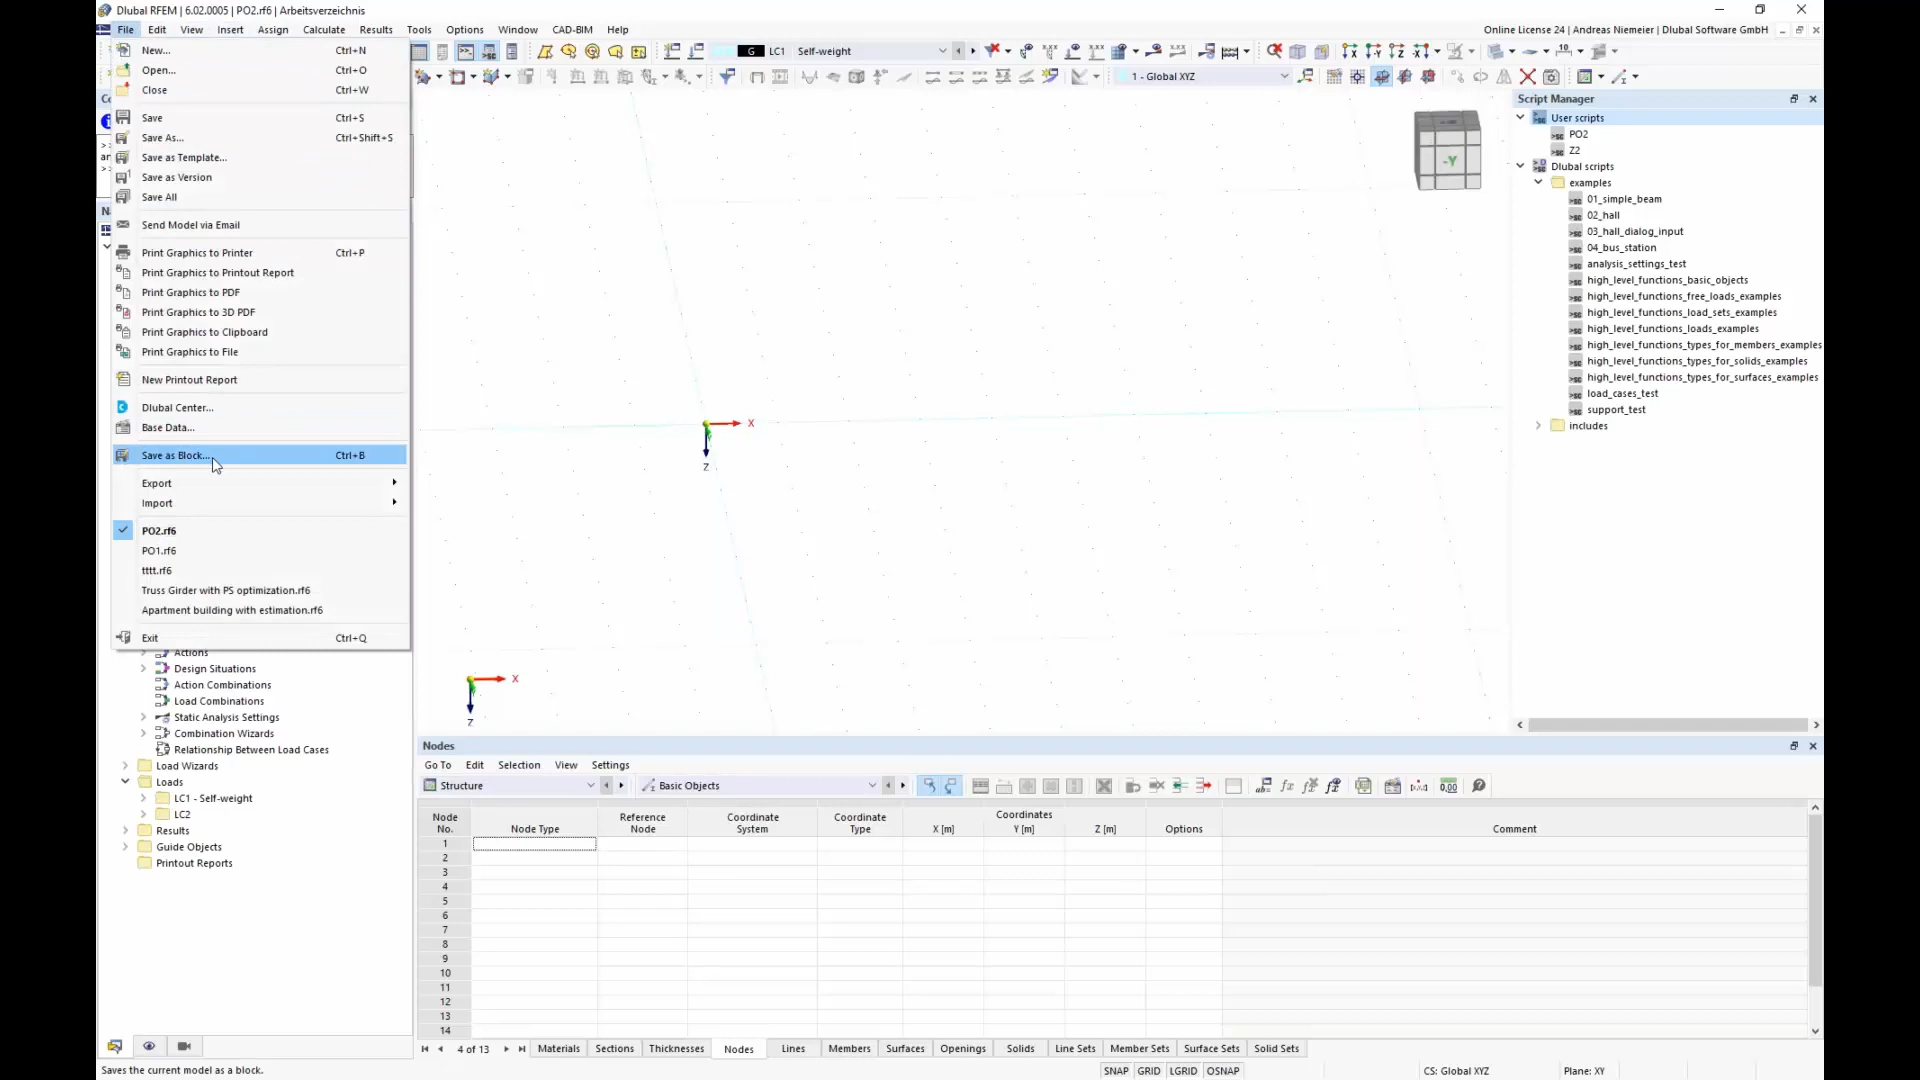 Dlubal RFEM | 6.02.0005 | PO2.rf6 | Arbeitsverzeichnis
File Edit View Insert Assign Calculate Results Tools Options Window CAD-BIM Help
Online License 24 | Andreas Niemeier | Dlubal Software GmbH
New... Ctrl+N
Open... Ctrl+O
Close Ctrl+W
Save Ctrl+S
Save As... Ctrl+Shift+S
Save as Template...
Save as Version
Save All
Send Model via Email
Print Graphics to Printer Ctrl+P
Print Graphics to Printout Report
Print Graphics to PDF
Print Graphics to 3D PDF
Print Graphics to Clipboard
Print Graphics to File
New Printout Report
Dlubal Center...
Base Data...
Save as Block... Ctrl+B
Export
Import
PO2.rf6
PO1.rf6
tttt.rf6
Truss Girder with PS optimization.rf6
Apartment building with estimation.rf6
Exit Ctrl+Q
Actions
Design Situations
Action Combinations
Load Combinations
Static Analysis Settings
Combination Wizards
Relationship Between Load Cases
Load Wizards
Loads
LC1 - Self-weight
LC2
Results
Guide Objects
Printout Reports
G LC1 Self-weight
1 - Global XYZ
-Y
X
Z
X
Z
Script Manager
User scripts
PO2
Z2
Dlubal scripts
examples
01_simple_beam
02_hall
03_hall_dialog_input
04_bus_station
analysis_settings_test
high_level_functions_basic_objects
high_level_functions_free_loads_examples
high_level_functions_load_sets_examples
high_level_functions_loads_examples
high_level_functions_types_for_members_examples
high_level_functions_types_for_solids_examples
high_level_functions_types_for_surfaces_examples
load_cases_test
support_test
includes
Nodes
Go To Edit Selection View Settings
Structure Basic Objects
Node No. Node Type Reference Node Coordinate System Coordinate Type Coordinates X [m] Y [m] Z [m] Options Comment
1
2
3
4
5
6
7
8
9
10
11
12
13
14
4 of 13 Materials Sections Thicknesses Nodes Lines Members Surfaces Openings Solids Line Sets Member Sets Surface Sets Solid Sets
Saves the current model as a block.
SNAP GRID LGRID OSNAP CS: Global XYZ Plane: XY